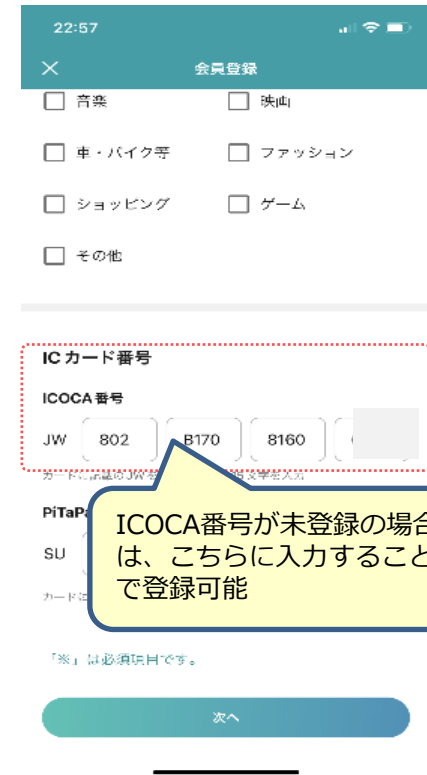 22:57
会員登録
音楽 映画
車・バイク等 ファッション
ショッピング ゲーム
その他
ICカード番号
ICOCA番号
JW 802 B170 8160
PiTaPa
SU
ICOCA番号が未登録の場合
は、こちらに入力すること
で登録可能
「※」は必須項目です。
次へ